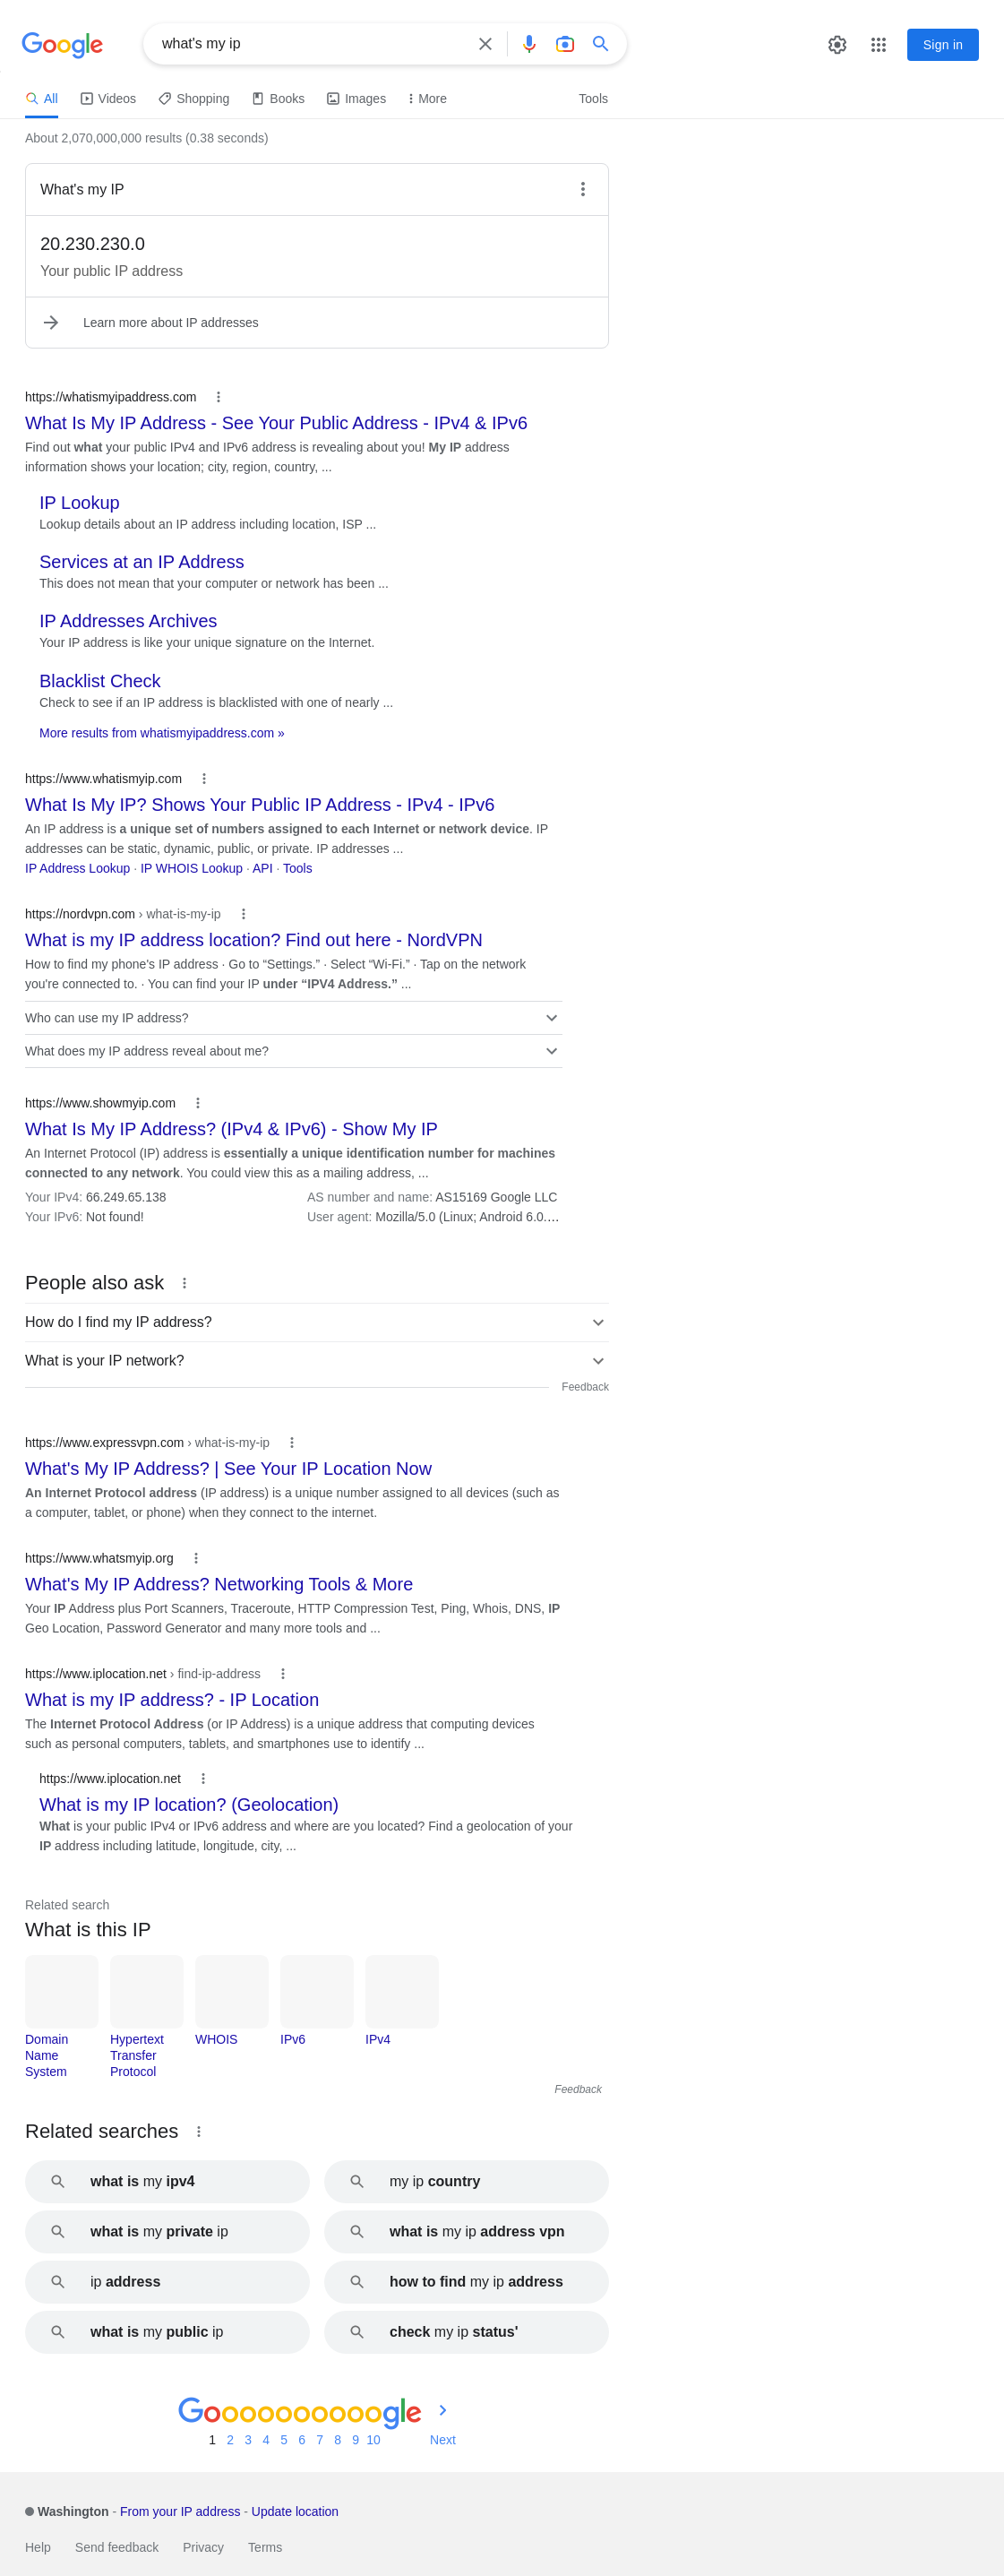 Google
what's my ip
Sign in
All
Videos
Shopping
Books
Images
More
Tools
About 2,070,000,000 results (0.38 seconds)
What's my IP
20.230.230.0
Your public IP address
Learn more about IP addresses
https://whatismyipaddress.com
What Is My IP Address - See Your Public Address - IPv4 & IPv6
Find out what your public IPv4 and IPv6 address is revealing about you! My IP address
information shows your location; city, region, country, ...
IP Lookup
Lookup details about an IP address including location, ISP ...
Services at an IP Address
This does not mean that your computer or network has been ...
IP Addresses Archives
Your IP address is like your unique signature on the Internet.
Blacklist Check
Check to see if an IP address is blacklisted with one of nearly ...
More results from whatismyipaddress.com »
https://www.whatismyip.com
What Is My IP? Shows Your Public IP Address - IPv4 - IPv6
An IP address is a unique set of numbers assigned to each Internet or network device. IP
addresses can be static, dynamic, public, or private. IP addresses ...
IP Address Lookup · IP WHOIS Lookup · API · Tools
https://nordvpn.com › what-is-my-ip
What is my IP address location? Find out here - NordVPN
How to find my phone's IP address · Go to “Settings.” · Select “Wi-Fi.” · Tap on the network
you're connected to. · You can find your IP under “IPV4 Address.” ...
Who can use my IP address?
What does my IP address reveal about me?
https://www.showmyip.com
What Is My IP Address? (IPv4 & IPv6) - Show My IP
An Internet Protocol (IP) address is essentially a unique identification number for machines
connected to any network. You could view this as a mailing address, ...
Your IPv4: 66.249.65.138
AS number and name: AS15169 Google LLC
Your IPv6: Not found!
User agent: Mozilla/5.0 (Linux; Android 6.0.…
People also ask
How do I find my IP address?
What is your IP network?
Feedback
https://www.expressvpn.com › what-is-my-ip
What's My IP Address? | See Your IP Location Now
An Internet Protocol address (IP address) is a unique number assigned to all devices (such as
a computer, tablet, or phone) when they connect to the internet.
https://www.whatsmyip.org
What's My IP Address? Networking Tools & More
Your IP Address plus Port Scanners, Traceroute, HTTP Compression Test, Ping, Whois, DNS, IP
Geo Location, Password Generator and many more tools and ...
https://www.iplocation.net › find-ip-address
What is my IP address? - IP Location
The Internet Protocol Address (or IP Address) is a unique address that computing devices
such as personal computers, tablets, and smartphones use to identify ...
https://www.iplocation.net
What is my IP location? (Geolocation)
What is your public IPv4 or IPv6 address and where are you located? Find a geolocation of your
IP address including latitude, longitude, city, ...
Related search
What is this IP
Domain
Name
System
Hypertext
Transfer
Protocol
WHOIS
IPv6
IPv4
Feedback
Related searches
what is my ipv4
my ip country
what is my private ip
what is my ip address vpn
ip address
how to find my ip address
what is my public ip
check my ip status'
Goooooooooogle
1 2 3 4 5 6 7 8 9 10 Next
Washington - From your IP address - Update location
Help Send feedback Privacy Terms